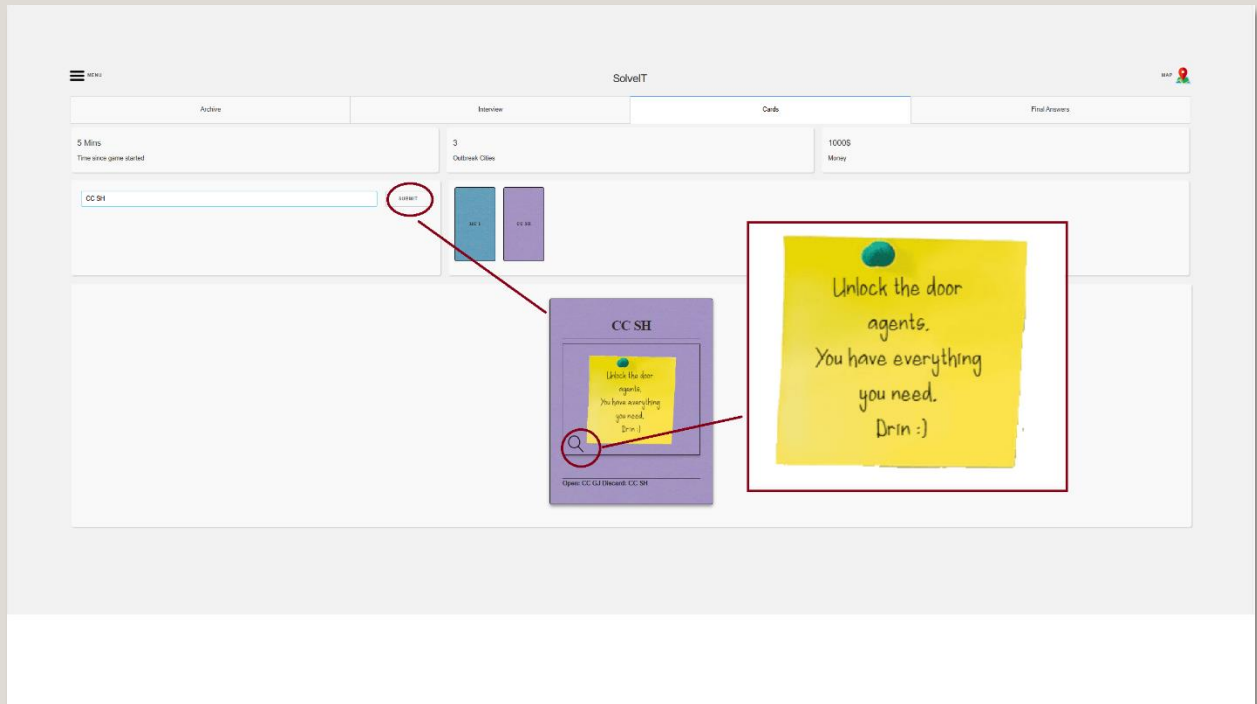 MENU
SolveIT
MAP
Archive
Interview
Cards
Final Answers
5 Mins
Time since game started
3
Outbreak Cities
1000$
Money
CC SH
SUBMIT
CC SH
CC SH
Unlock the door
agents.
You have everything
you need.
Drin :)
Open: CC GJ Discard: CC SH
Unlock the door
agents.
You have everything
you need.
Drin :)